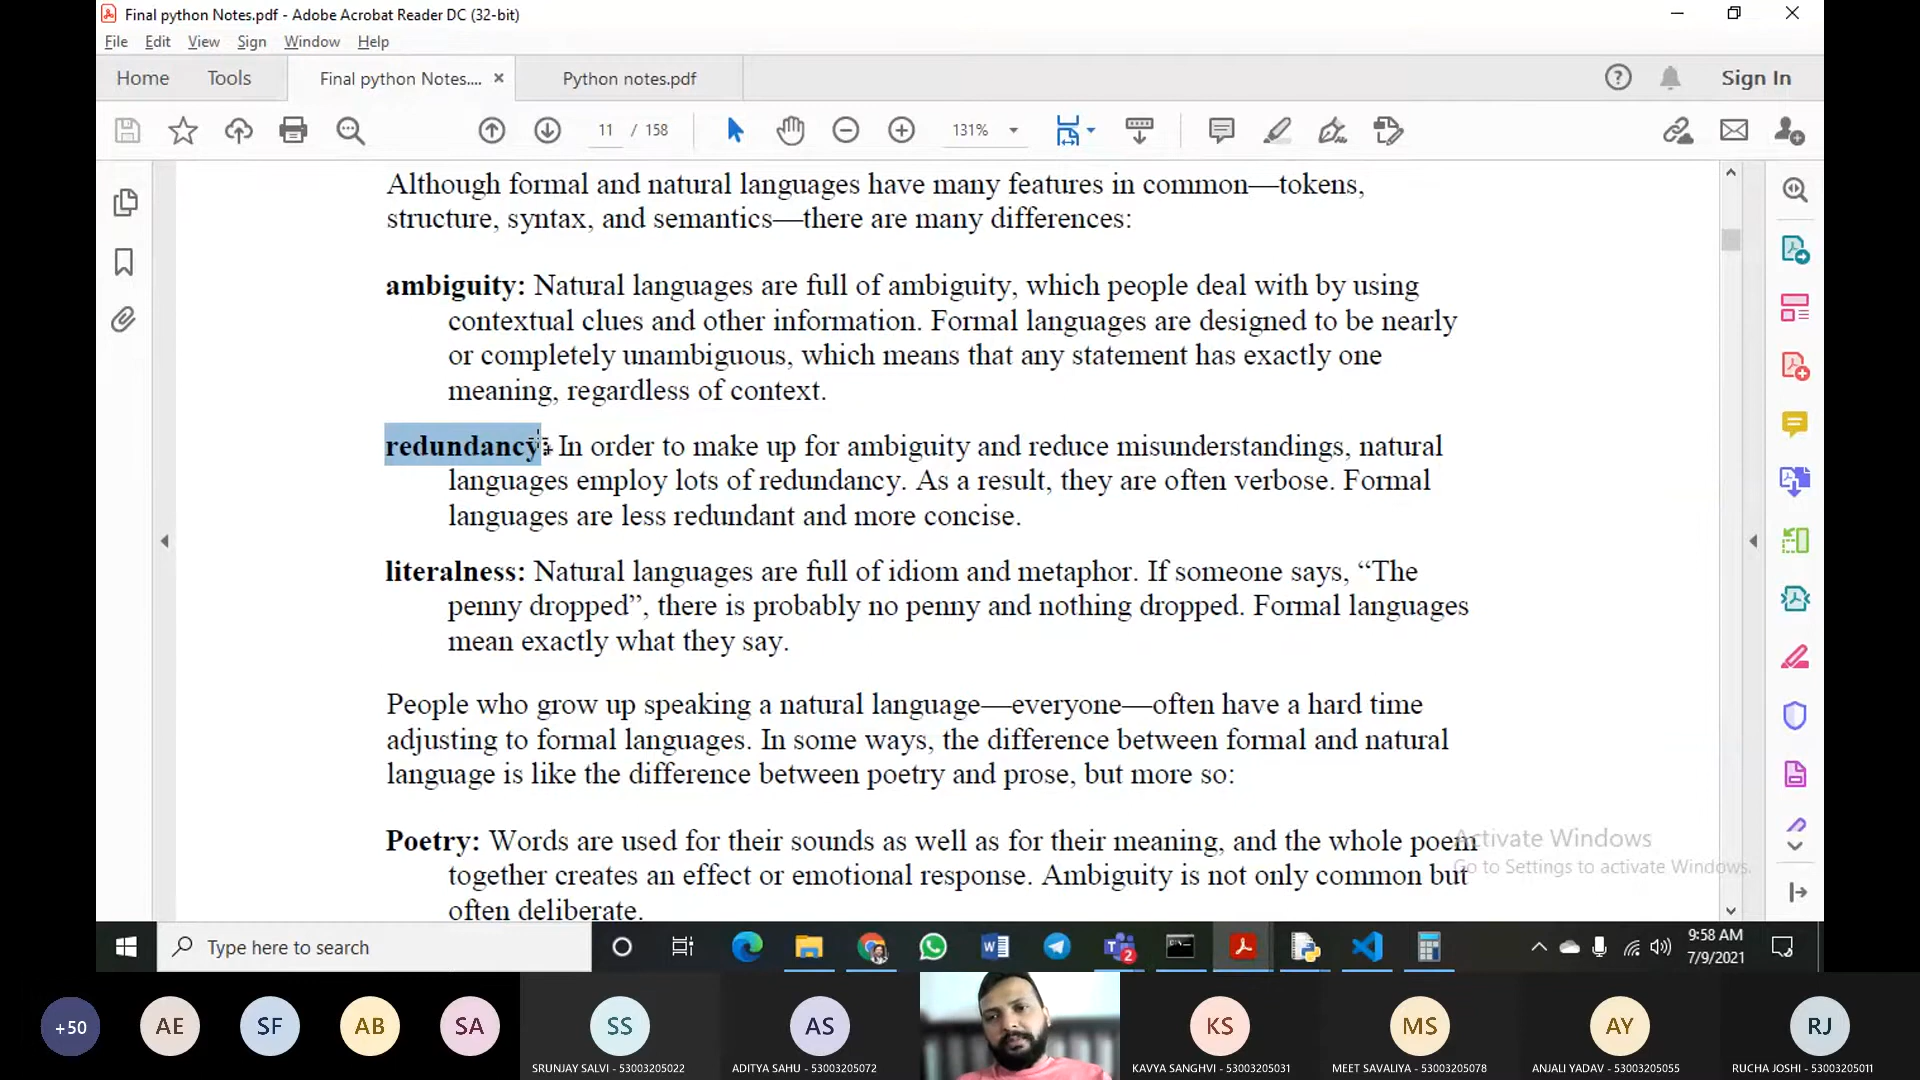 Final python Notes.pdf - Adobe Acrobat Reader DC (32-bit)
File Edit View Sign Window Help
Home Tools Final python Notes.... × Python notes.pdf Sign In
11 / 158 131%
Although formal and natural languages have many features in common—tokens,
structure, syntax, and semantics—there are many differences:
ambiguity: Natural languages are full of ambiguity, which people deal with by using
contextual clues and other information. Formal languages are designed to be nearly
or completely unambiguous, which means that any statement has exactly one
meaning, regardless of context.
redundancy: In order to make up for ambiguity and reduce misunderstandings, natural
languages employ lots of redundancy. As a result, they are often verbose. Formal
languages are less redundant and more concise.
literalness: Natural languages are full of idiom and metaphor. If someone says, “The
penny dropped”, there is probably no penny and nothing dropped. Formal languages
mean exactly what they say.
People who grow up speaking a natural language—everyone—often have a hard time
adjusting to formal languages. In some ways, the difference between formal and natural
language is like the difference between poetry and prose, but more so:
Poetry: Words are used for their sounds as well as for their meaning, and the whole poem
together creates an effect or emotional response. Ambiguity is not only common but
often deliberate.
Activate Windows
Go to Settings to activate Windows.
Type here to search
2
9:58 AM
7/9/2021
+50 AE SF AB SA SS AS KS MS AY RJ
SRUNJAY SALVI - 53003205022 ADITYA SAHU - 53003205072 KAVYA SANGHVI - 53003205031 MEET SAVALIYA - 53003205078 ANJALI YADAV - 53003205055 RUCHA JOSHI - 53003205011